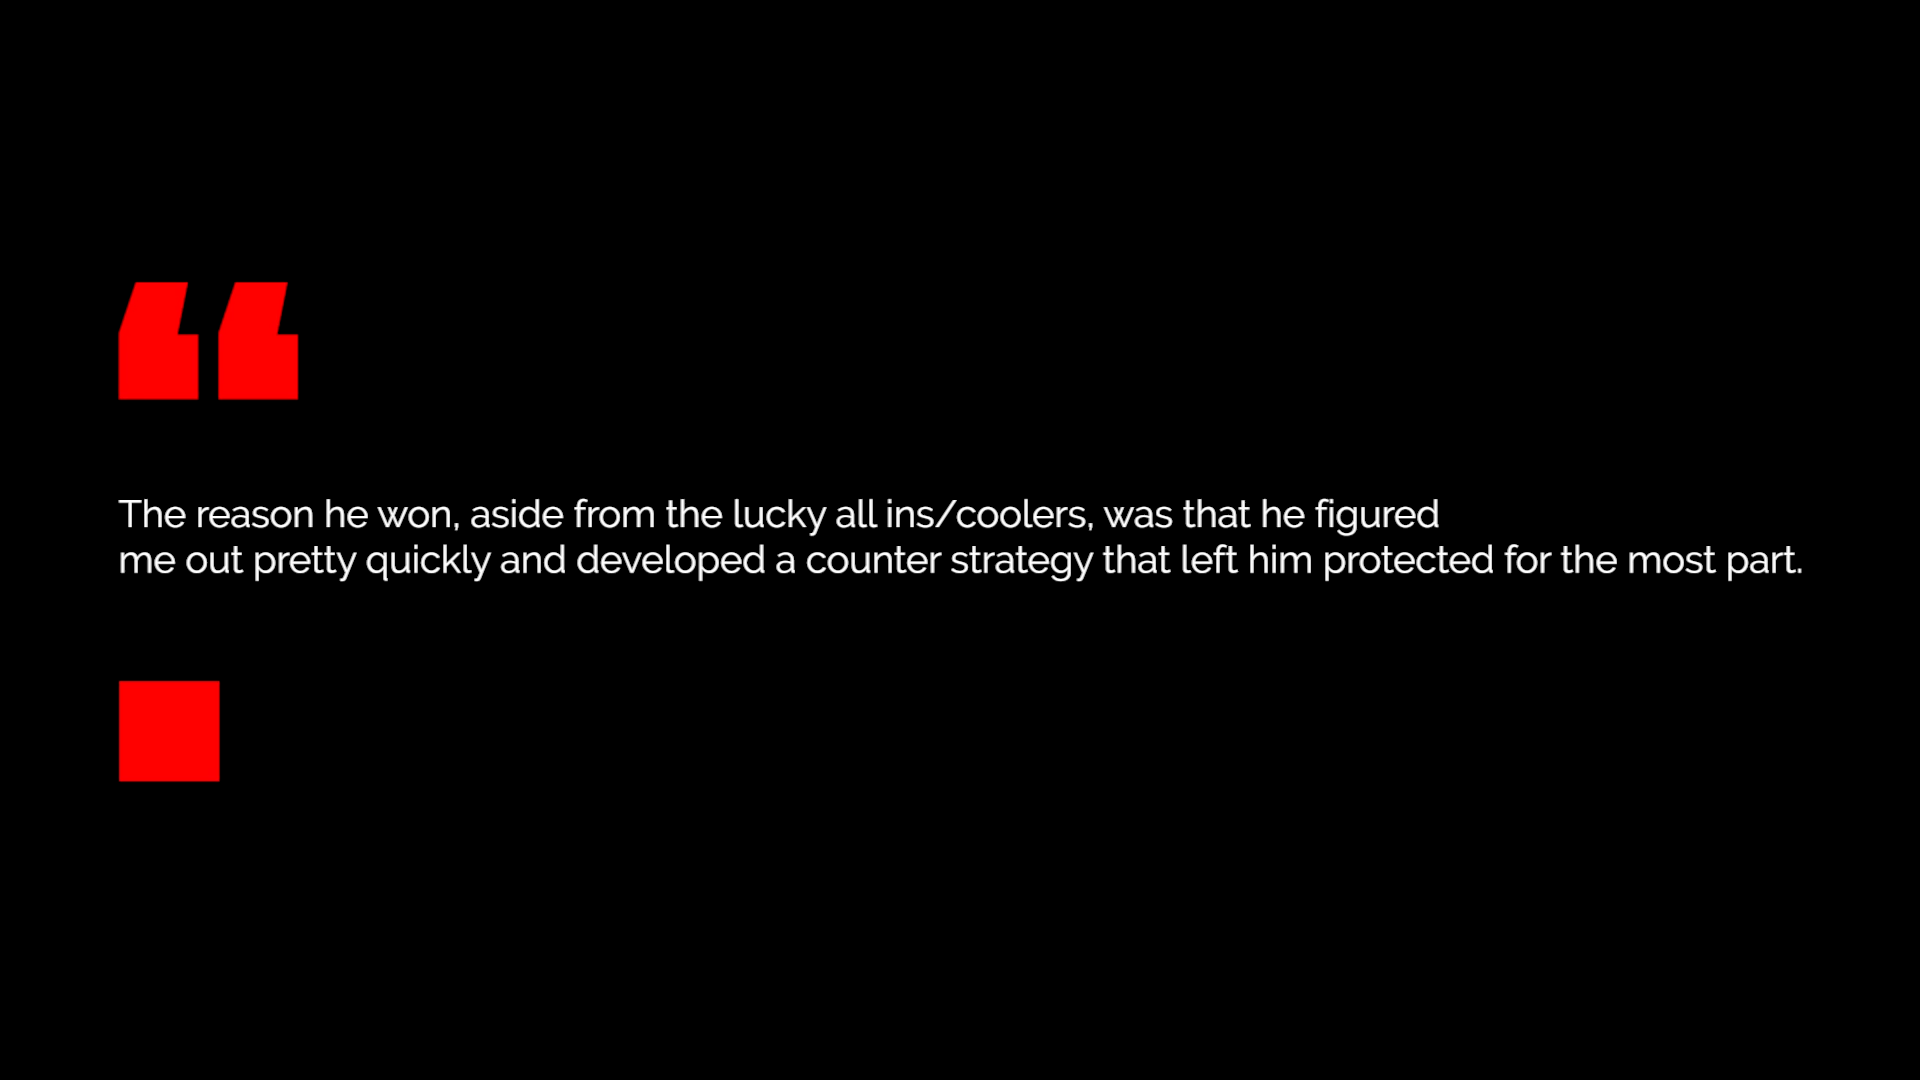 “
The reason he won, aside from the lucky all ins/coolers, was that he figured
me out pretty quickly and developed a counter strategy that left him protected for the most part.